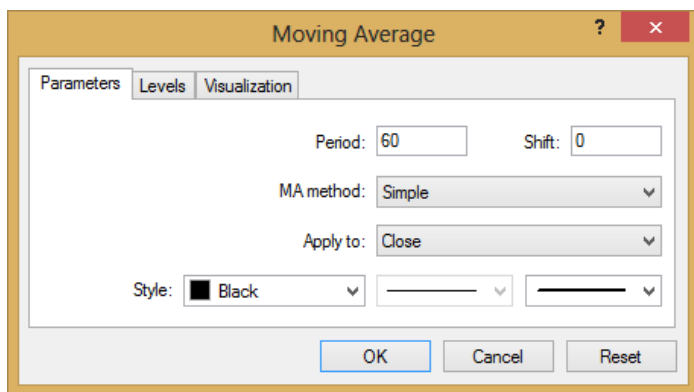 Moving Average ?
Parameters Levels Visualization
Period: 60 Shift: 0
MA method: Simple
Apply to: Close
Style: Black
OK Cancel Reset